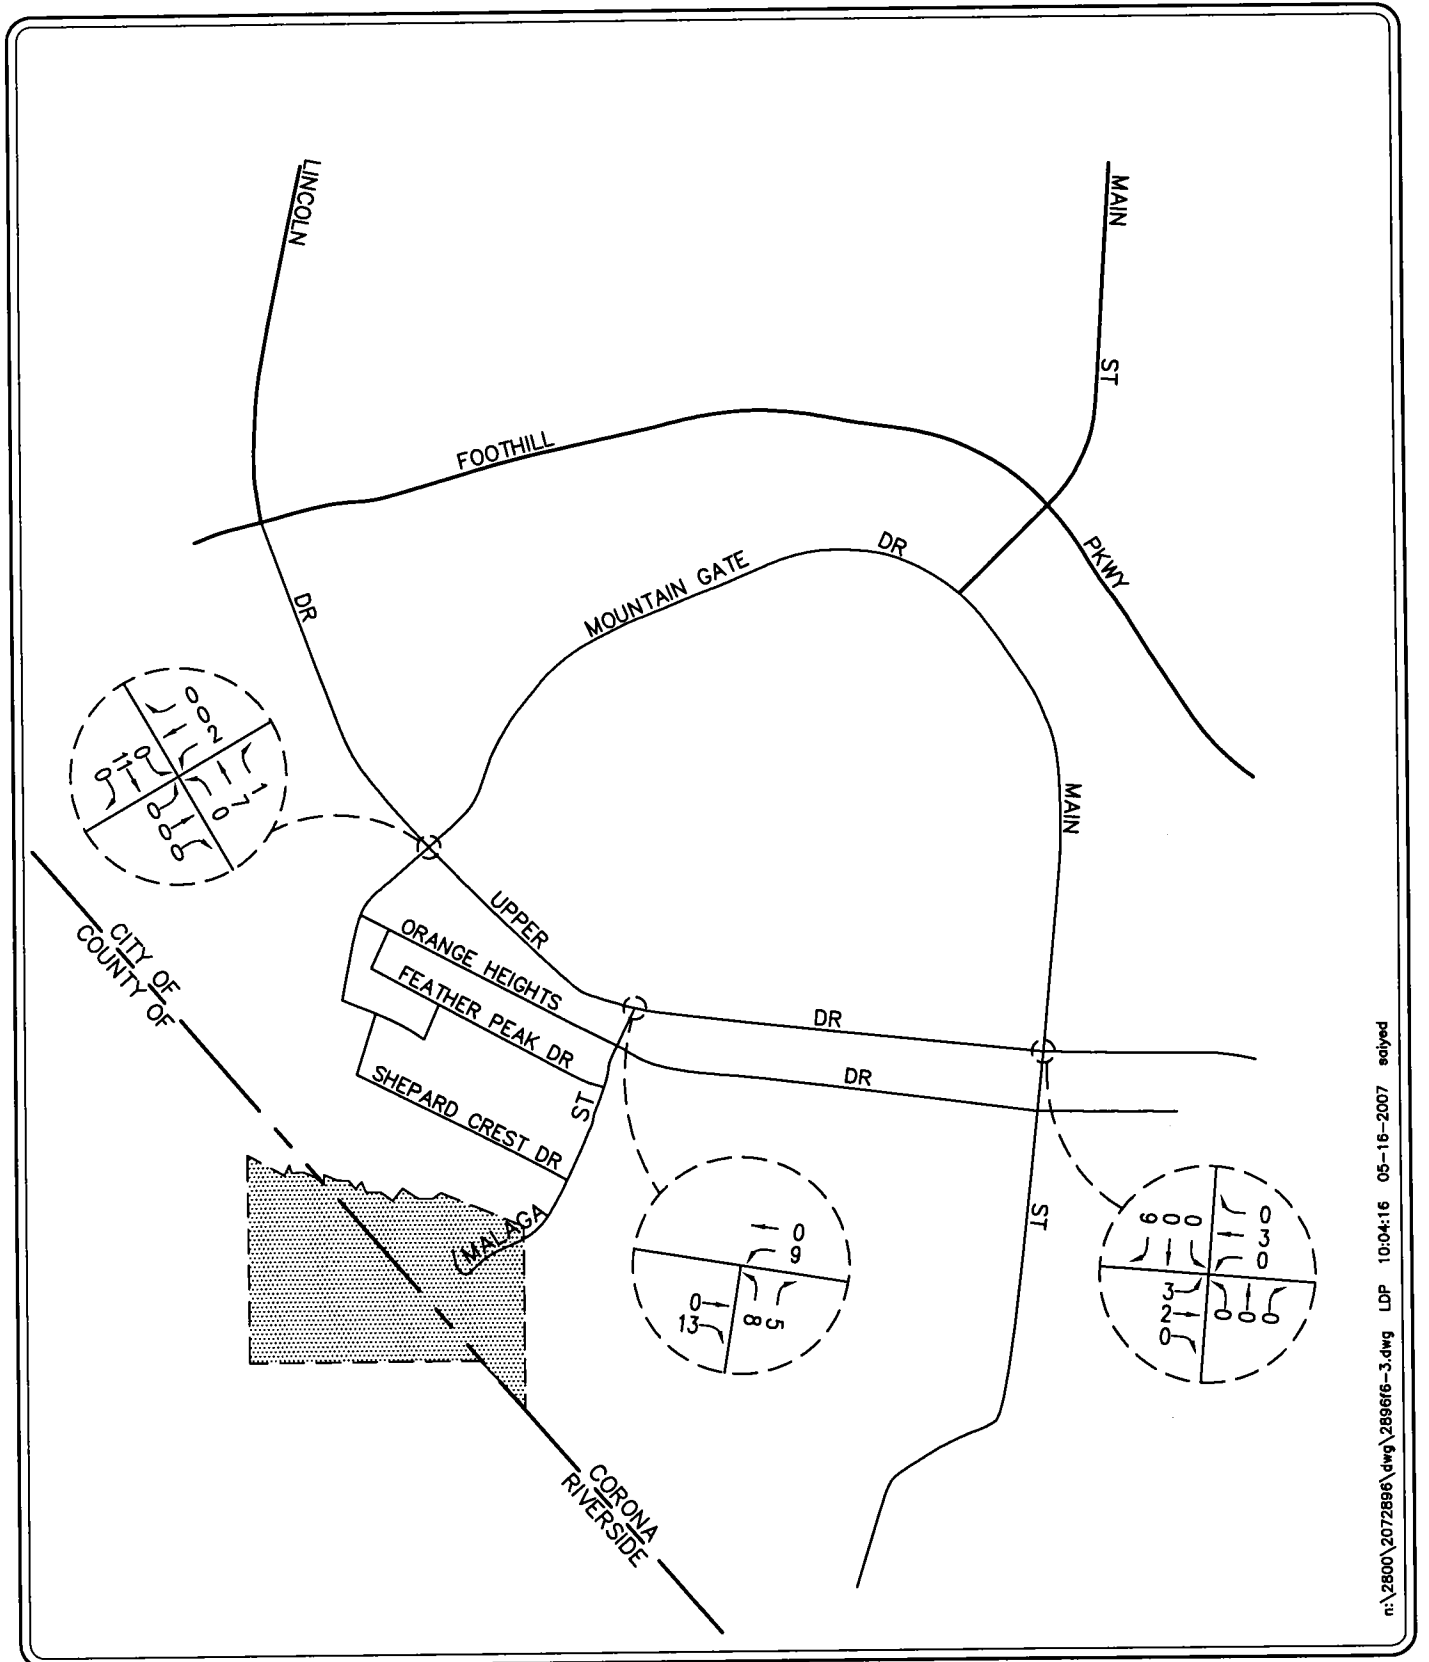 LINCOLN
DR
MAIN
ST
FOOTHILL
PKWY
MOUNTAIN GATE
DR
MAIN
ST
UPPER
DR
ORANGE HEIGHTS
DR
FEATHER PEAK DR
SHEPARD CREST DR
MALAGA
ST
CITY OF
COUNTY OF
CORONA
RIVERSIDE
0
0
2
1
7
0
0
11
0
0
0
0
0
9
5
8
0
13
0
3
0
0
0
9
3
2
0
0
0
0
n:\2800\2072896\dwg\2896f6-3.dwg LDP 10:04:16 05-16-2007 saiyed